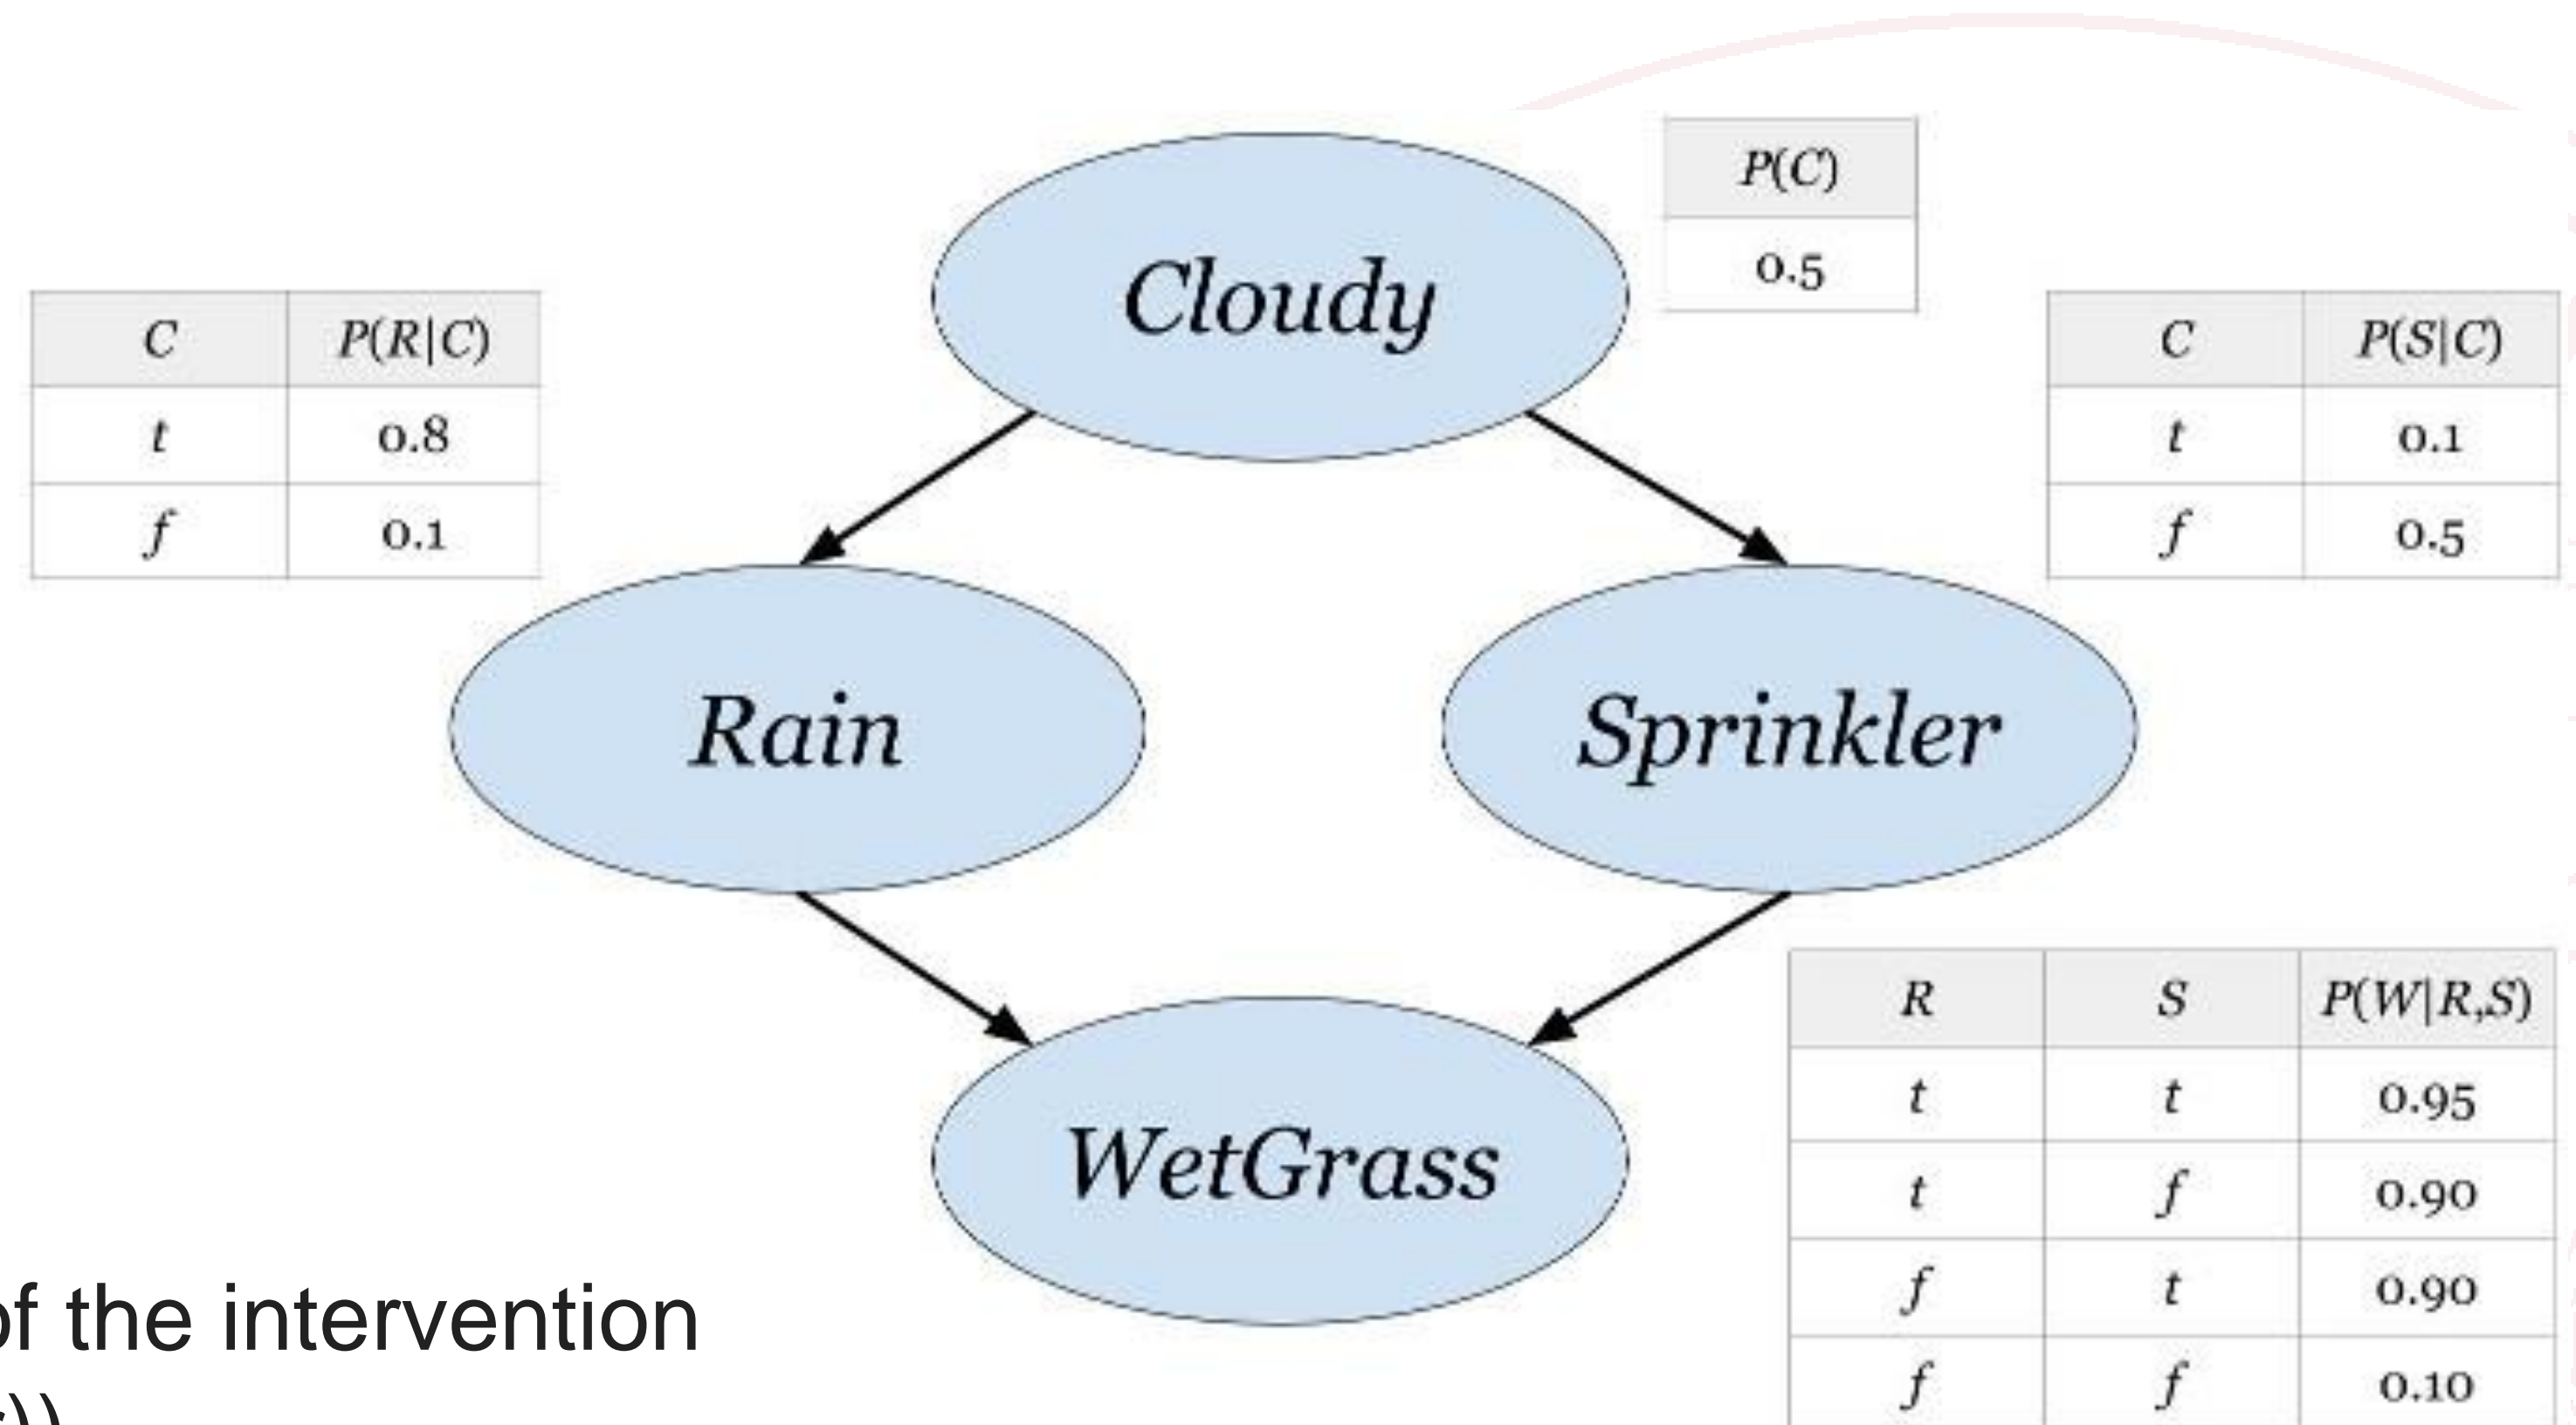 P(C)
0.5
Cloudy
C P(R|C)
t 0.8
f 0.1
C P(S|C)
t 0.1
f 0.5
Rain
Sprinkler
WetGrass
R S P(W|R,S)
t t 0.95
t f 0.90
f t 0.90
f f 0.10
of the intervention
))